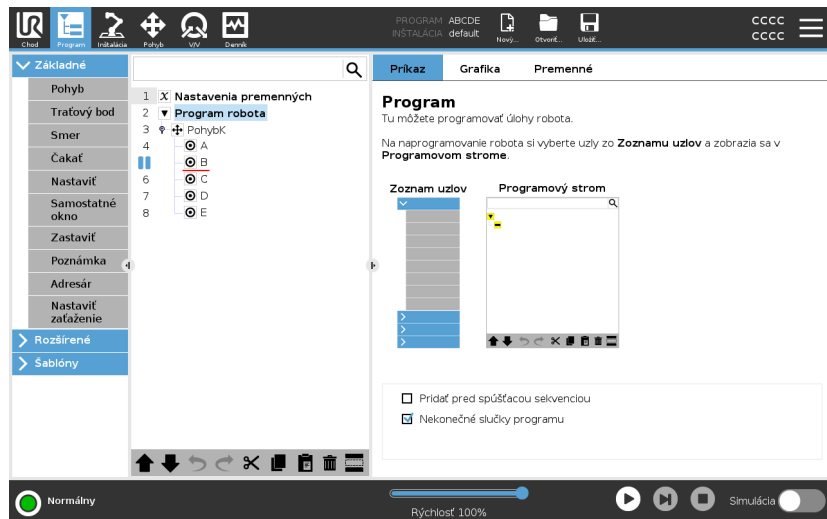 UR
Chod
Program
Inštalácia
Pohyb
V/V
Denník
PROGRAM ABCDE
INŠTALÁCIA default
Nový...
Otvoriť...
Uložiť...
CCCC
CCCC
Základné
Pohyb
Traťový bod
Smer
Čakať
Nastaviť
Samostatné
okno
Zastaviť
Poznámka
Adresár
Nastaviť
zaťaženie
Rozšírené
Šablóny
1 X Nastavenia premenných
2 Program robota
3 PohybK
4 A
B
6 C
7 D
8 E
Príkaz
Grafika
Premenné
Program
Tu môžete programovať úlohy robota.
Na naprogramovanie robota si vyberte uzly zo Zoznamu uzlov a zobrazia sa v
Programovom strome.
Zoznam uzlov
Programový strom
Pridať pred spúšťacou sekvenciou
Nekonečné slučky programu
Normálny
Rýchlosť 100%
Simulácia